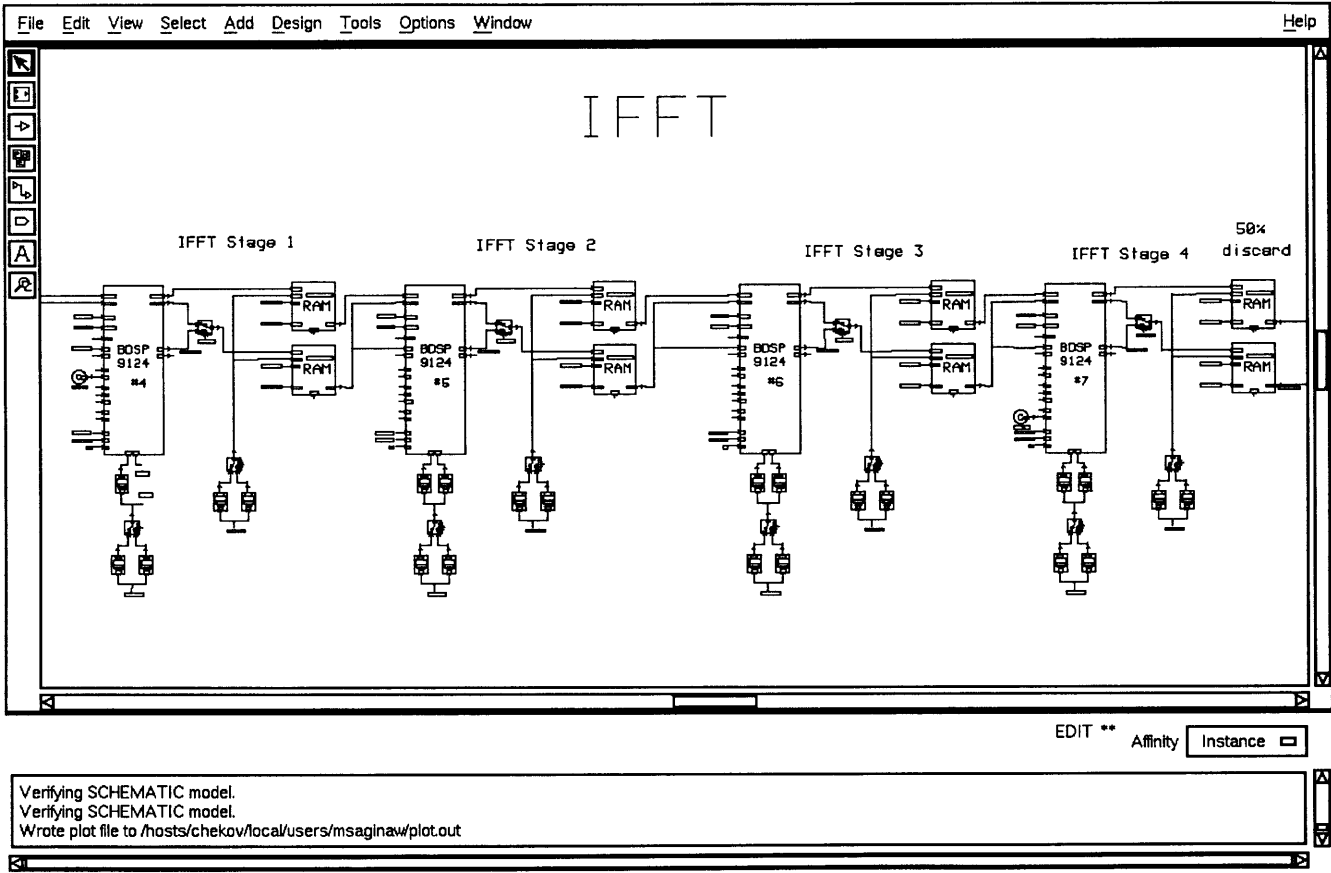 File Edit View Select Add Design Tools Options Window Help
IFFT
IFFT Stage 1
IFFT Stage 2
IFFT Stage 3
IFFT Stage 4
50%
discard
RAM
RAM
BDSP
9124
#4
RAM
RAM
BDSP
9124
#5
RAM
RAM
BDSP
9124
#6
RAM
RAM
BDSP
9124
#7
A
EDIT **
Affinity
Instance
Verifying SCHEMATIC model.
Verifying SCHEMATIC model.
Wrote plot file to /hosts/chekov/local/users/msaginaw/plot.out